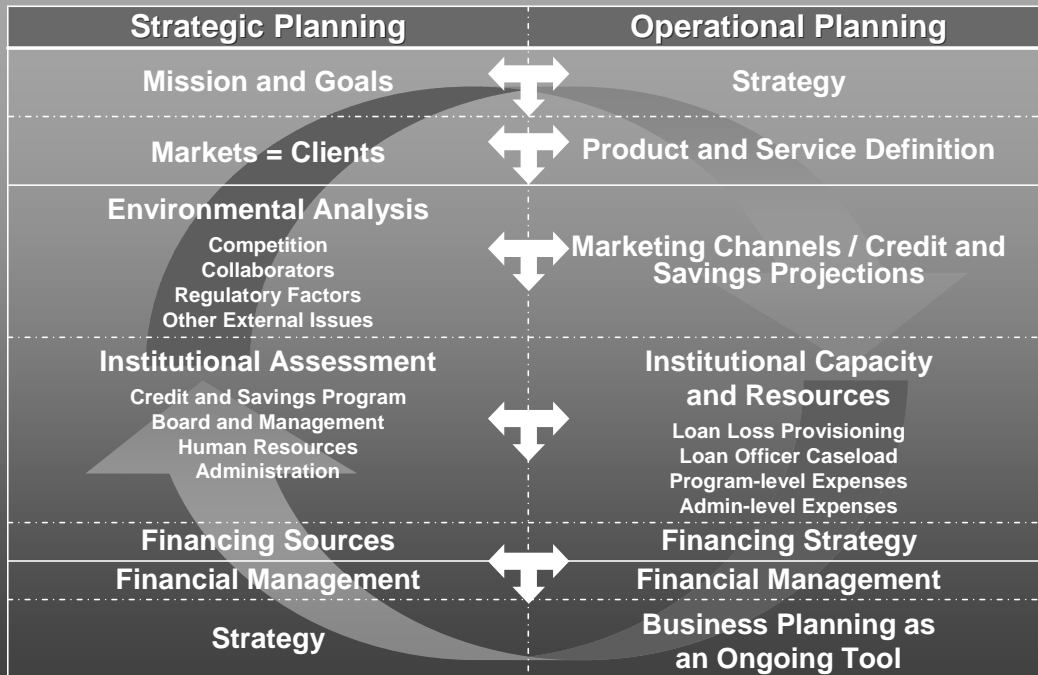 Strategic Planning
Operational Planning
Mission and Goals
Strategy
Markets = Clients
Product and Service Definition
Environmental Analysis
Competition
Collaborators
Regulatory Factors
Other External Issues
Marketing Channels / Credit and
Savings Projections
Institutional Assessment
Credit and Savings Program
Board and Management
Human Resources
Administration
Institutional Capacity
and Resources
Loan Loss Provisioning
Loan Officer Caseload
Program-level Expenses
Admin-level Expenses
Financing Sources
Financing Strategy
Financial Management
Financial Management
Strategy
Business Planning as
an Ongoing Tool